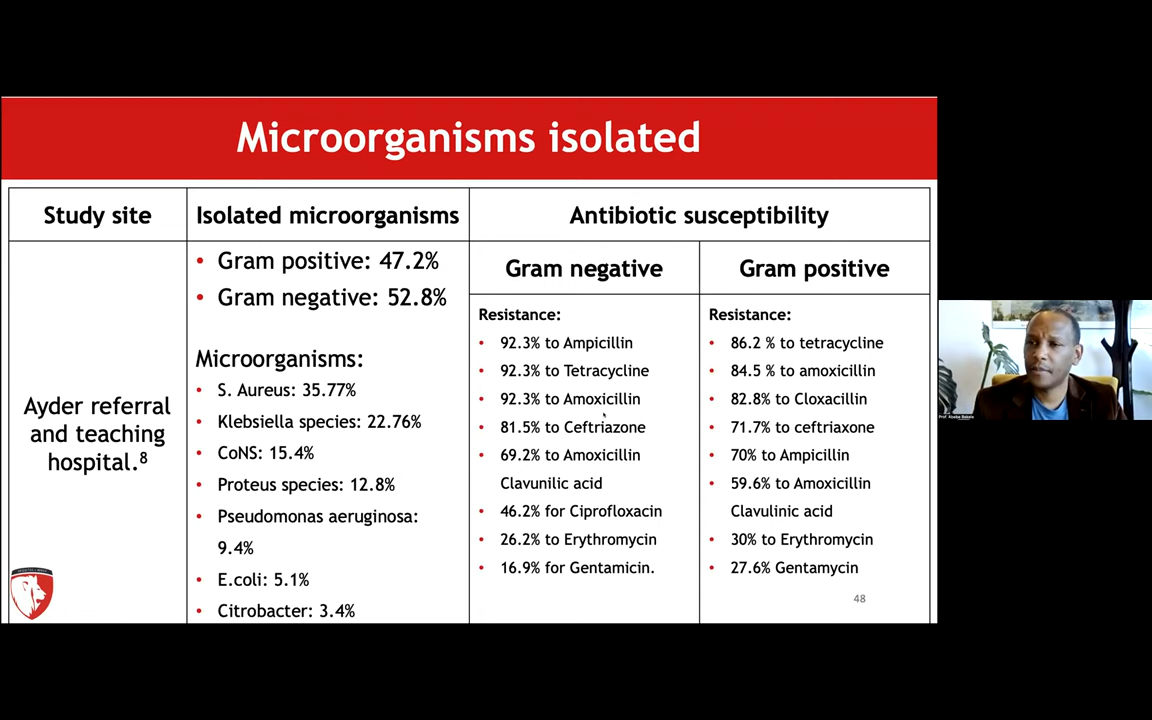 Microorganisms isolated
Study site
Isolated microorganisms
Antibiotic susceptibility
Ayder referral
and teaching
hospital.⁸
• Gram positive: 47.2%
• Gram negative: 52.8%
Microorganisms:
• S. Aureus: 35.77%
• Klebsiella species: 22.76%
• CoNS: 15.4%
• Proteus species: 12.8%
• Pseudomonas aeruginosa:
9.4%
• E.coli: 5.1%
• Citrobacter: 3.4%
Gram negative
Resistance:
• 92.3% to Ampicillin
• 92.3% to Tetracycline
• 92.3% to Amoxicillin
• 81.5% to Ceftriazone
• 69.2% to Amoxicillin
Clavunilic acid
• 46.2% for Ciprofloxacin
• 26.2% to Erythromycin
• 16.9% for Gentamicin.
Gram positive
Resistance:
• 86.2 % to tetracycline
• 84.5 % to amoxicillin
• 82.8% to Cloxacillin
• 71.7% to ceftriaxone
• 70% to Ampicillin
• 59.6% to Amoxicillin
Clavulinic acid
• 30% to Erythromycin
• 27.6% Gentamycin
48